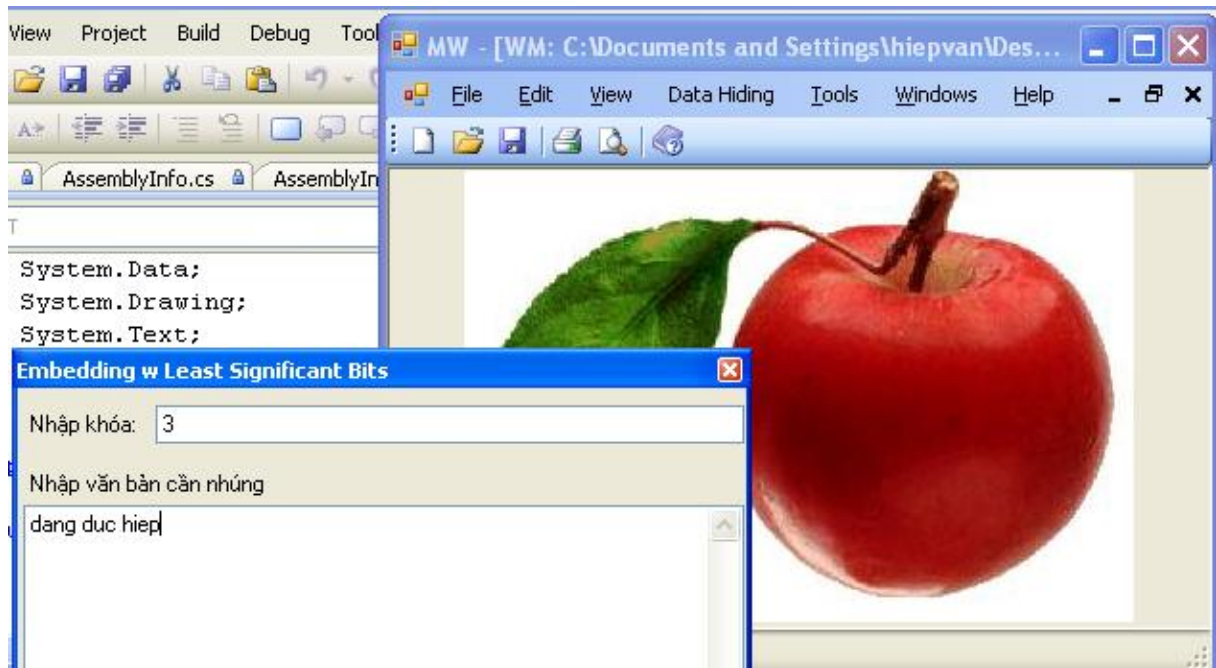 View Project Build Debug
AssemblyInfo.cs
System.Data;
System.Drawing;
System.Text;
MW - [WM: C:\Documents and Settings\hiepvan\Des...
File Edit View Data Hiding Tools Windows Help
Embedding w Least Significant Bits
Nhập khóa: 3
Nhập văn bản cần nhúng
dang duc hiep